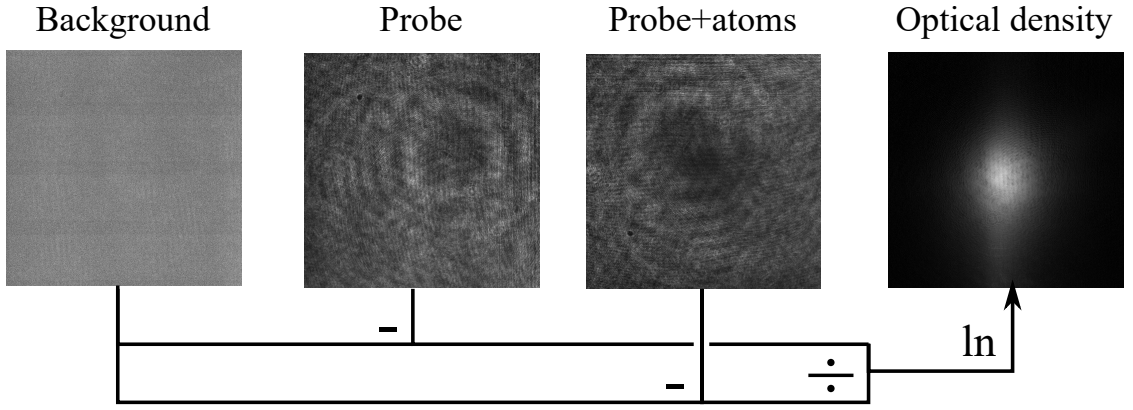 Background
Probe
Probe+atoms
Optical density
-
-
÷
ln